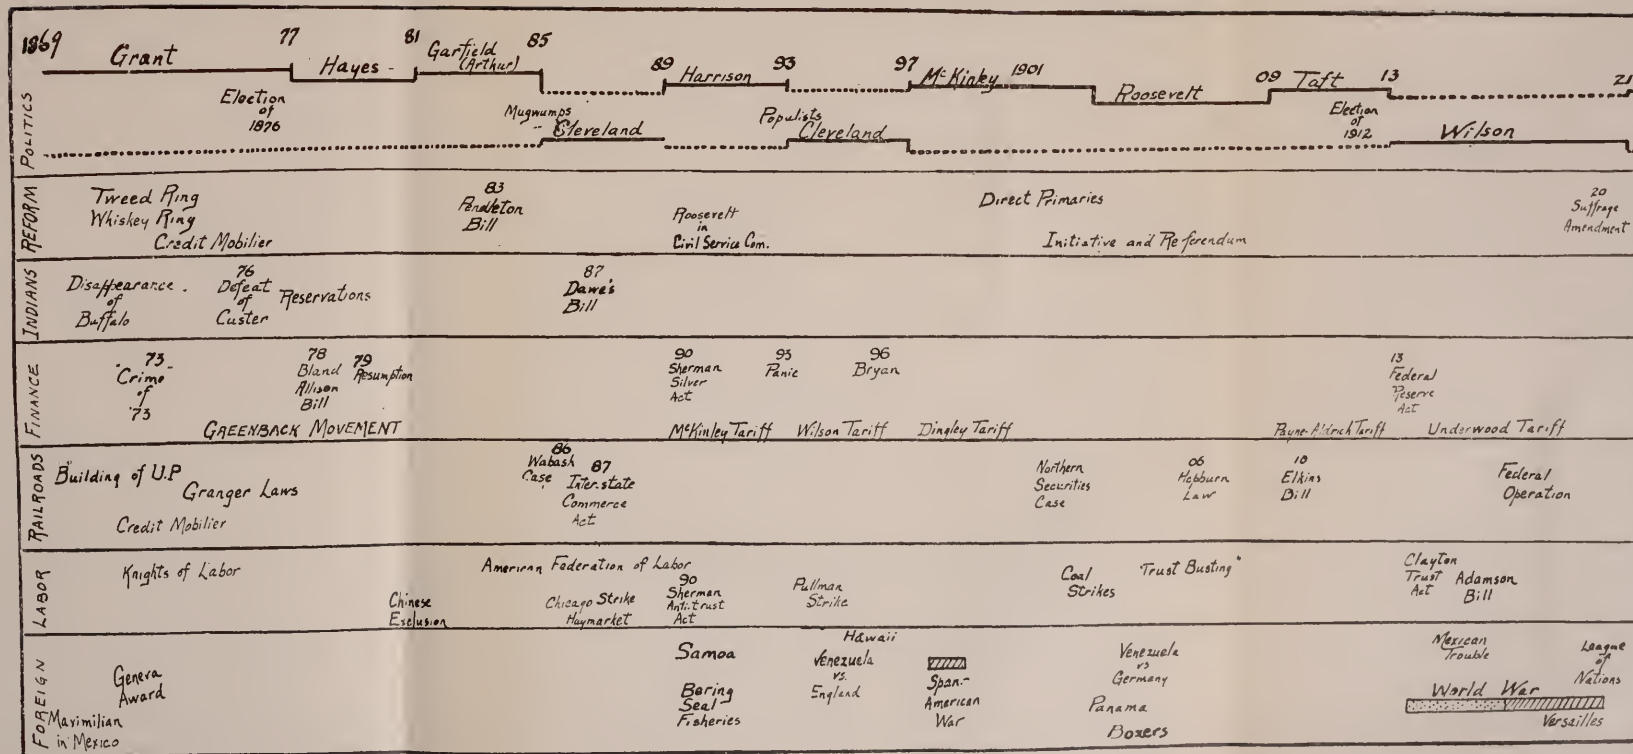 1869
Grant
77
Hayes -
81
Garfield
(Arthur)
85
89
Harrison
93
97
McKinley
1901
Roosevelt
09
Taft
13
21
POLITICS
Election
of
1876
Mugwumps
Cleveland
Populists
Cleveland
Election
of
1912
Wilson
REFORM
Tweed Ring
Whiskey Ring
Credit Mobilier
83
Pendleton
Bill
Roosevelt
in
Civil Service Com.
Direct Primaries
Initiative and Referendum
20
Suffrage
Amendment
INDIANS
Disappearance
of
Buffalo
76
Defeat
of
Custer
Reservations
87
Dawe's
Bill
FINANCE
73
Crime
of
'73
78
Bland
Allison
Bill
79
Resumption
GREENBACK MOVEMENT
90
Sherman
Silver
Act
93
Panic
96
Bryan
McKinley Tariff
Wilson Tariff
Dingley Tariff
13
Federal
Reserve
Act
Payne-Aldrich Tariff
Underwood Tariff
RAILROADS
Building of U.P
Granger Laws
Credit Mobilier
86
Wabash
Case
87
Inter.state
Commerce
Act
Northern
Securities
Case
06
Hepburn
Law
10
Elkins
Bill
Federal
Operation
LABOR
Knights of Labor
Chinese
Exclusion
American Federation of Labor
Chicago Strike
Haymarket
90
Sherman
Anti.trust
Act
Pullman
Strike
Coal
Strikes
"Trust Busting"
Clayton
Trust
Act
Adamson
Bill
FOREIGN
Geneva
Award
Maximilian
in Mexico
Samoa
Bering
Seal
Fisheries
Hawaii
Venezuela
vs.
England
Span-
American
War
Venezuela
vs
Germany
Panama
Boxers
Mexican
Trouble
World War
League
of
Nations
Versailles